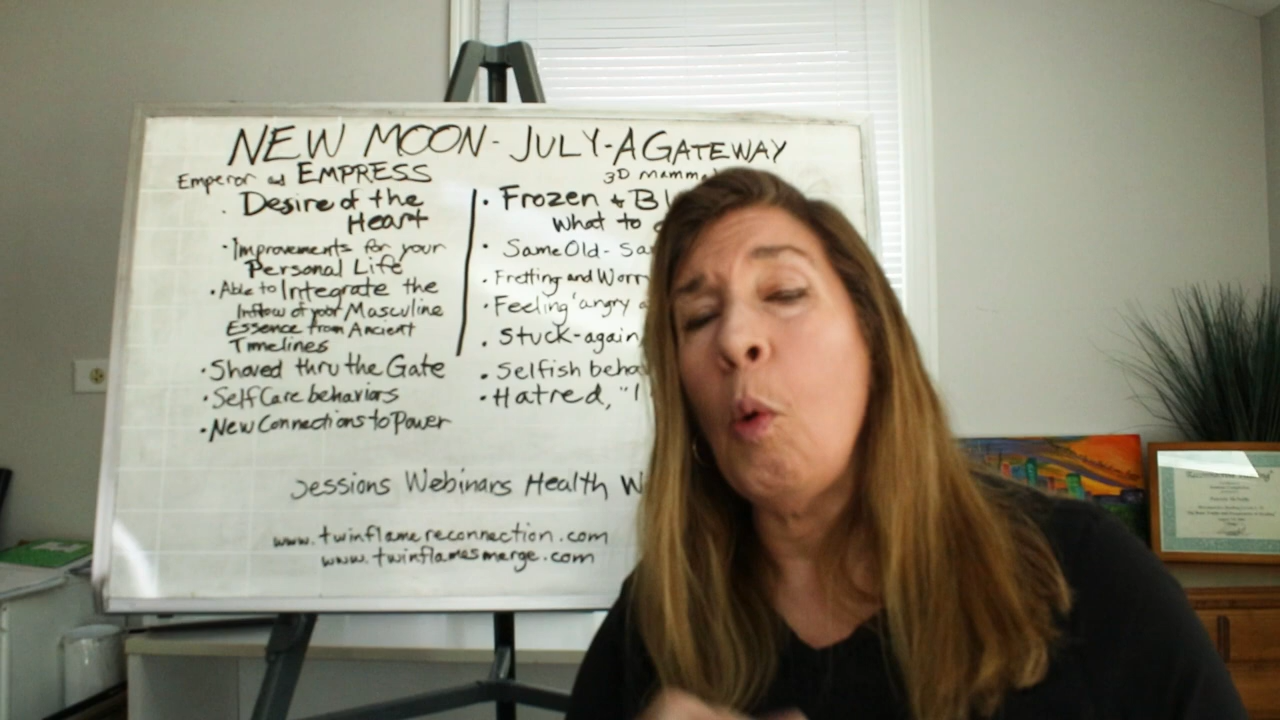 NEW MOON - JULY - A GATEWAY
Emperor and EMPRESS
3D mamma
· Desire of the
Heart
· Improvements for your
Personal Life
· Able to Integrate the
Inflow of your Masculine
Essence from Ancient
Timelines
· Shoved thru the Gate
· Self Care behaviors
· New Connections to Power
· Frozen + Bl
What to
· Same Old - Sa
· Fretting and Worr
· Feeling angry
· Stuck - again
· Selfish beha
· Hatred, "I
Sessions Webinars Health W
www.twinflamereconnection.com
www.twinflamesmerge.com